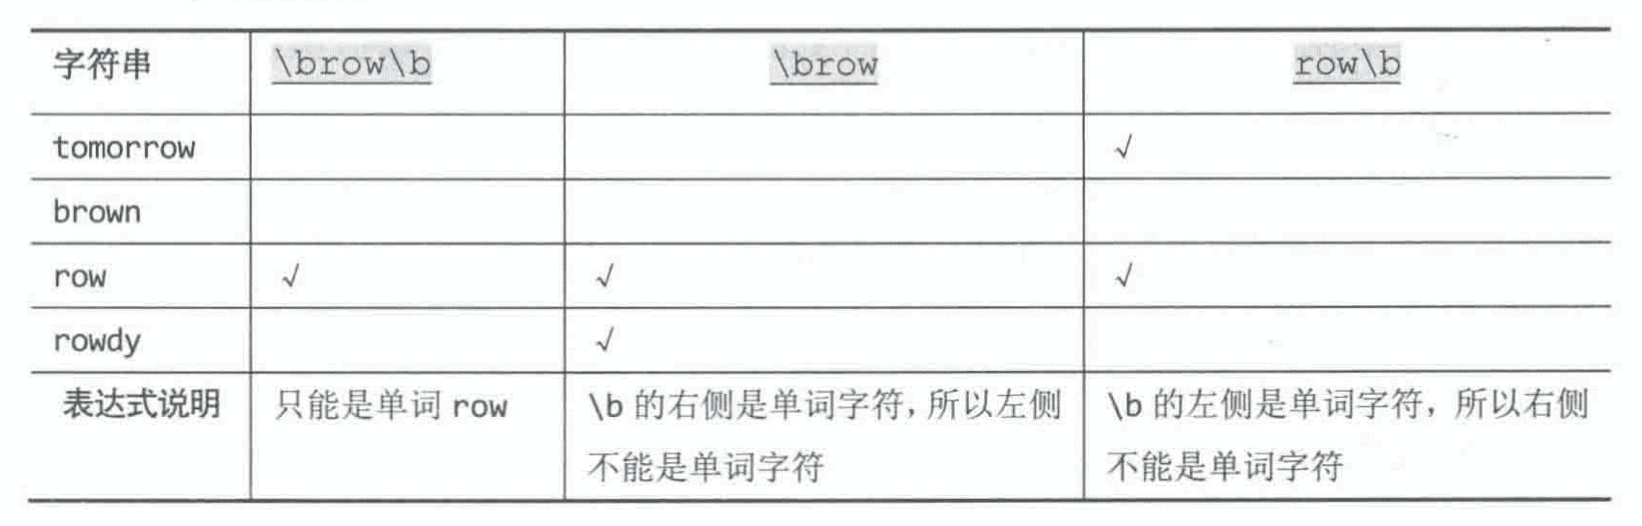 字符串 \brow\b \brow row\b
tomorrow √
brown
row √ √ √
rowdy √
表达式说明 只能是单词 row \b 的右侧是单词字符，所以左侧 \b 的左侧是单词字符，所以右侧
不能是单词字符 不能是单词字符